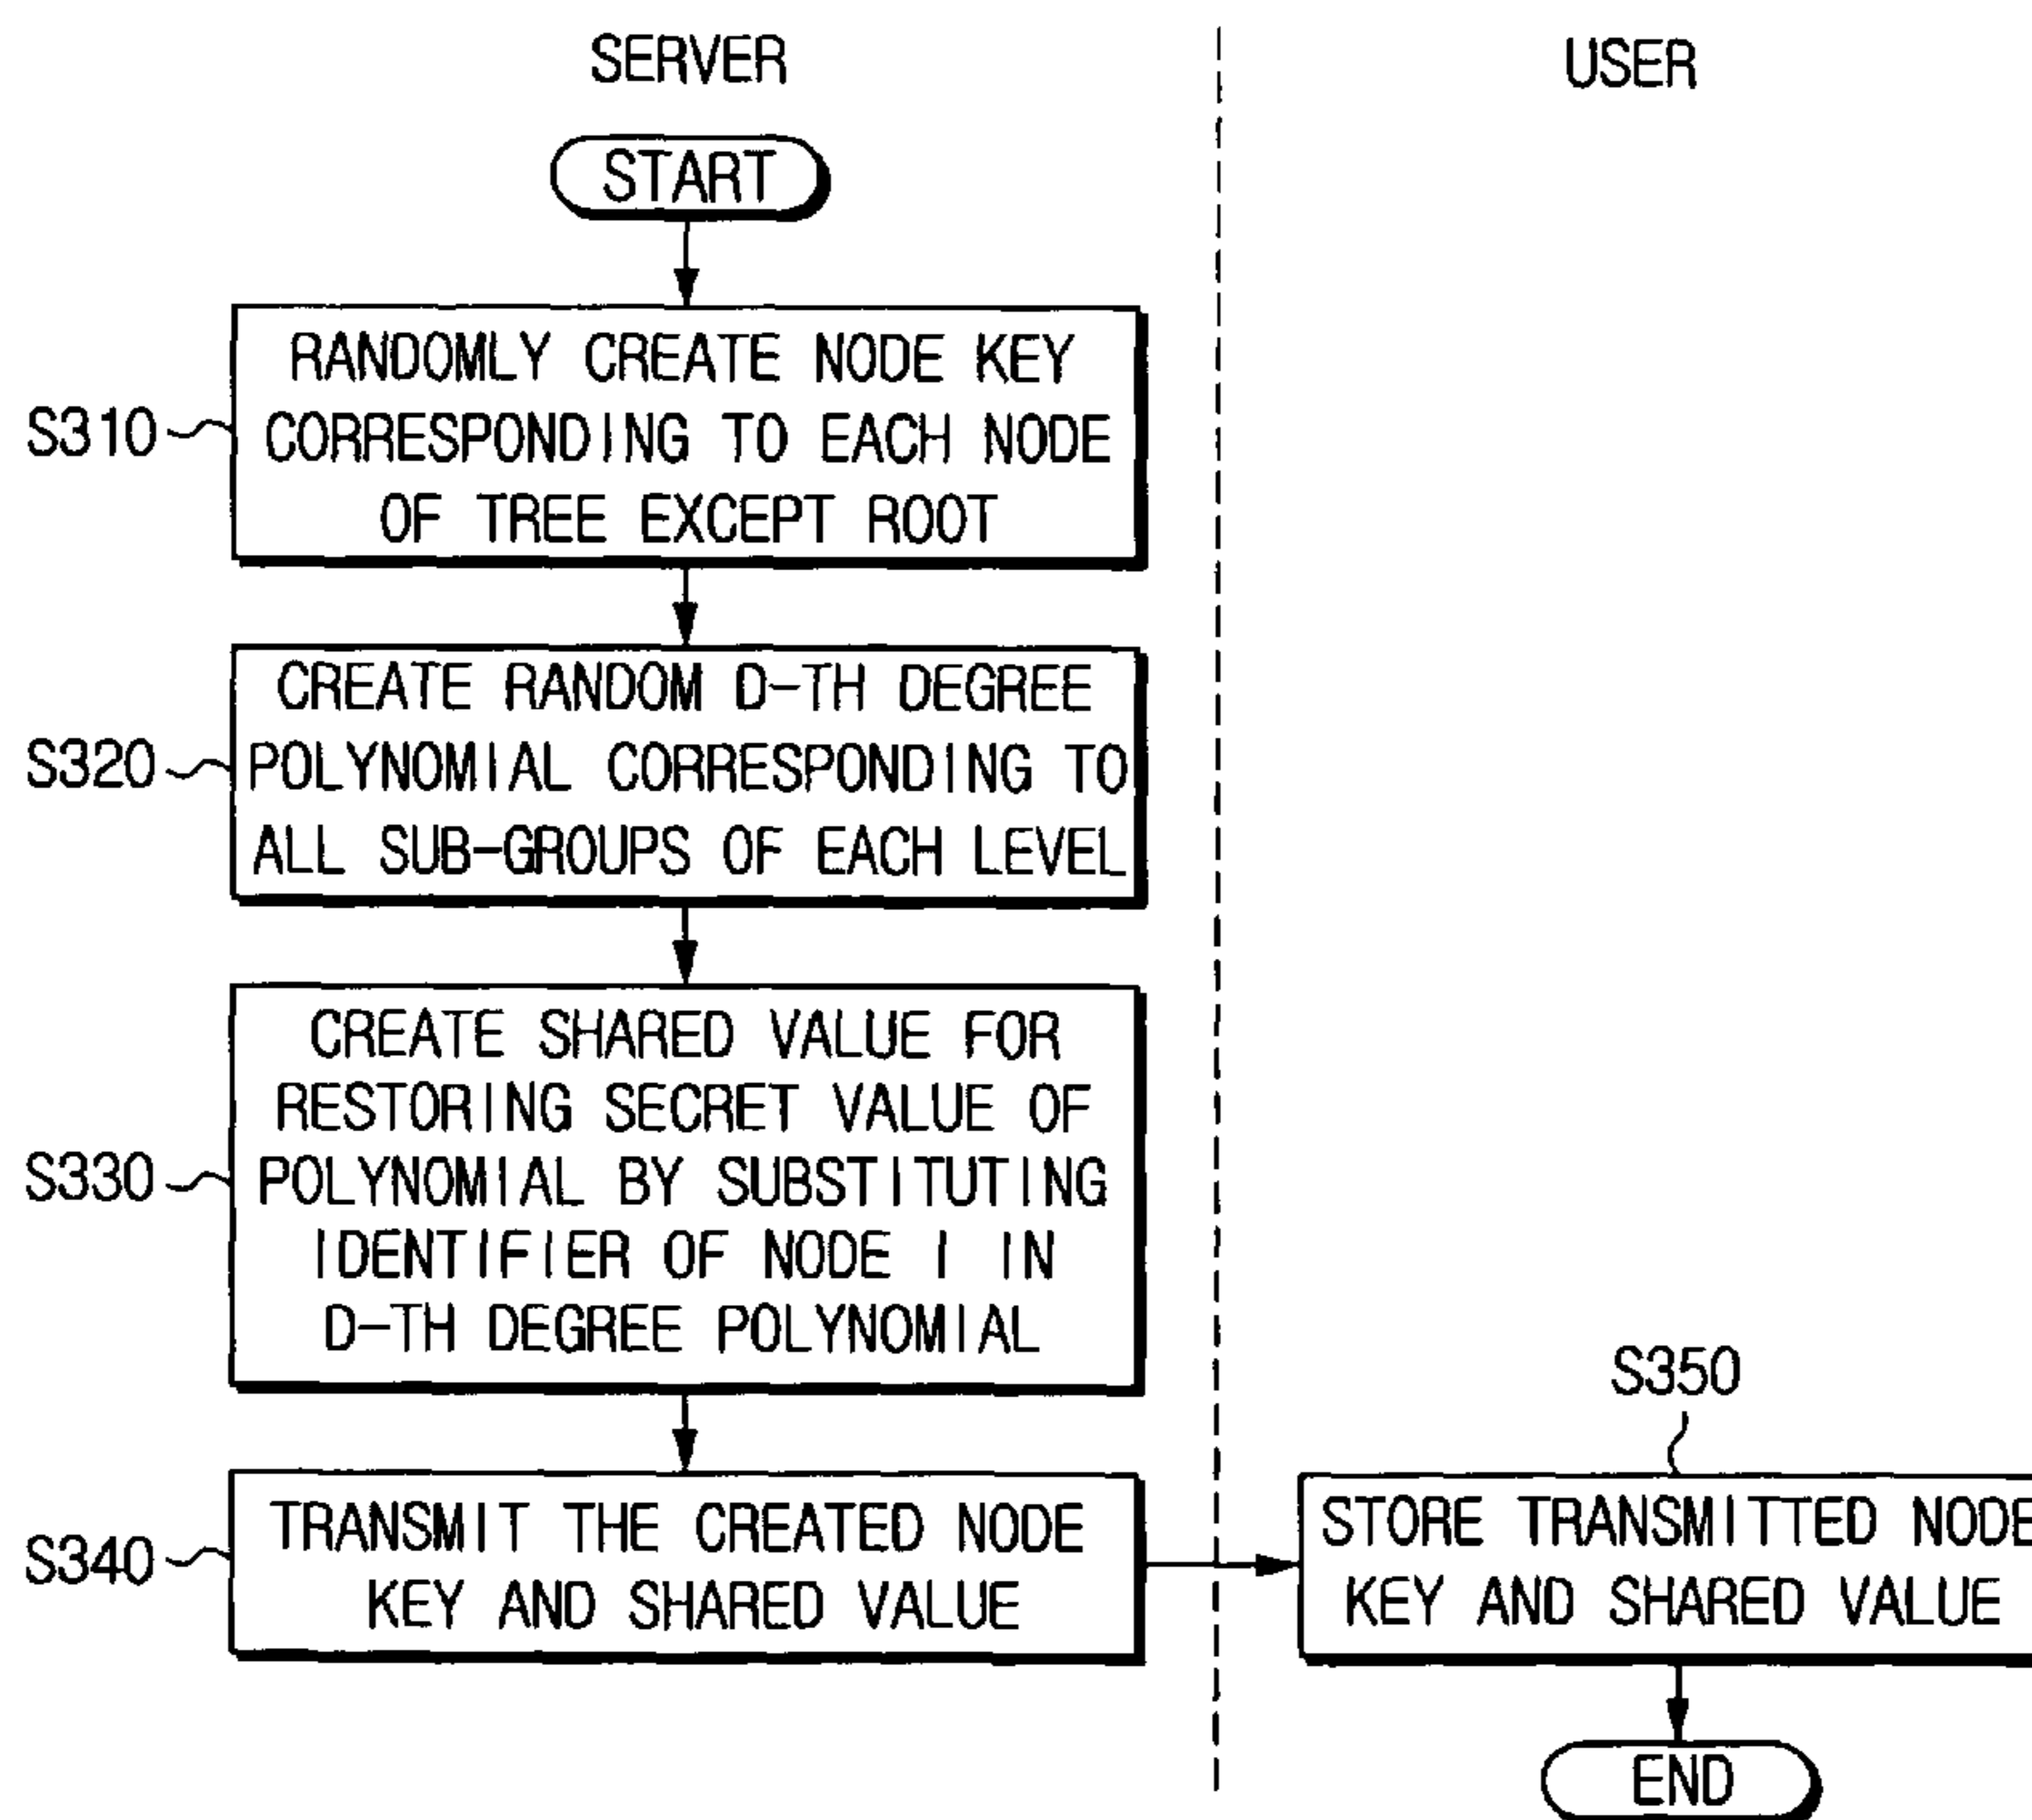 SERVER
USER
START
S310
RANDOMLY CREATE NODE KEY
CORRESPONDING TO EACH NODE
OF TREE EXCEPT ROOT
S320
CREATE RANDOM D-TH DEGREE
POLYNOMIAL CORRESPONDING TO
ALL SUB-GROUPS OF EACH LEVEL
S330
CREATE SHARED VALUE FOR
RESTORING SECRET VALUE OF
POLYNOMIAL BY SUBSTITUTING
IDENTIFIER OF NODE I IN
D-TH DEGREE POLYNOMIAL
S340
TRANSMIT THE CREATED NODE
KEY AND SHARED VALUE
S350
STORE TRANSMITTED NODE
KEY AND SHARED VALUE
END